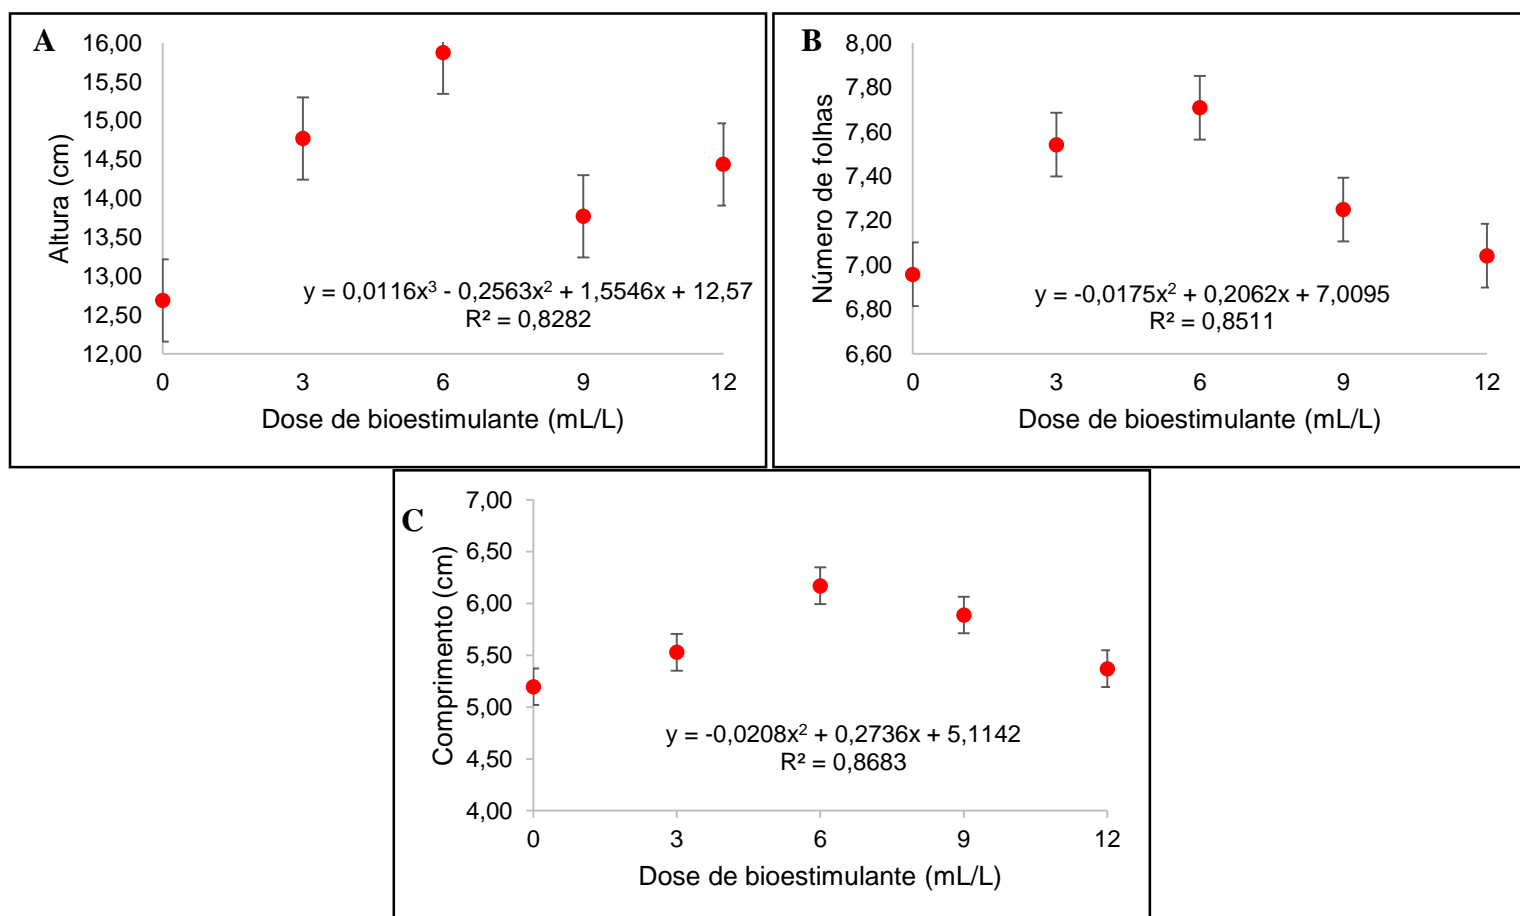 A
16,00
15,50
15,00
14,50
14,00
13,50
13,00
12,50
12,00
Altura (cm)
y = 0,0116x³ - 0,2563x² + 1,5546x + 12,57
R² = 0,8282
0 3 6 9 12
Dose de bioestimulante (mL/L)
B
8,00
7,80
7,60
7,40
7,20
7,00
6,80
6,60
Número de folhas
y = -0,0175x² + 0,2062x + 7,0095
R² = 0,8511
0 3 6 9 12
Dose de bioestimulante (mL/L)
C
7,00
6,50
6,00
5,50
5,00
4,50
4,00
Comprimento (cm)
y = -0,0208x² + 0,2736x + 5,1142
R² = 0,8683
0 3 6 9 12
Dose de bioestimulante (mL/L)